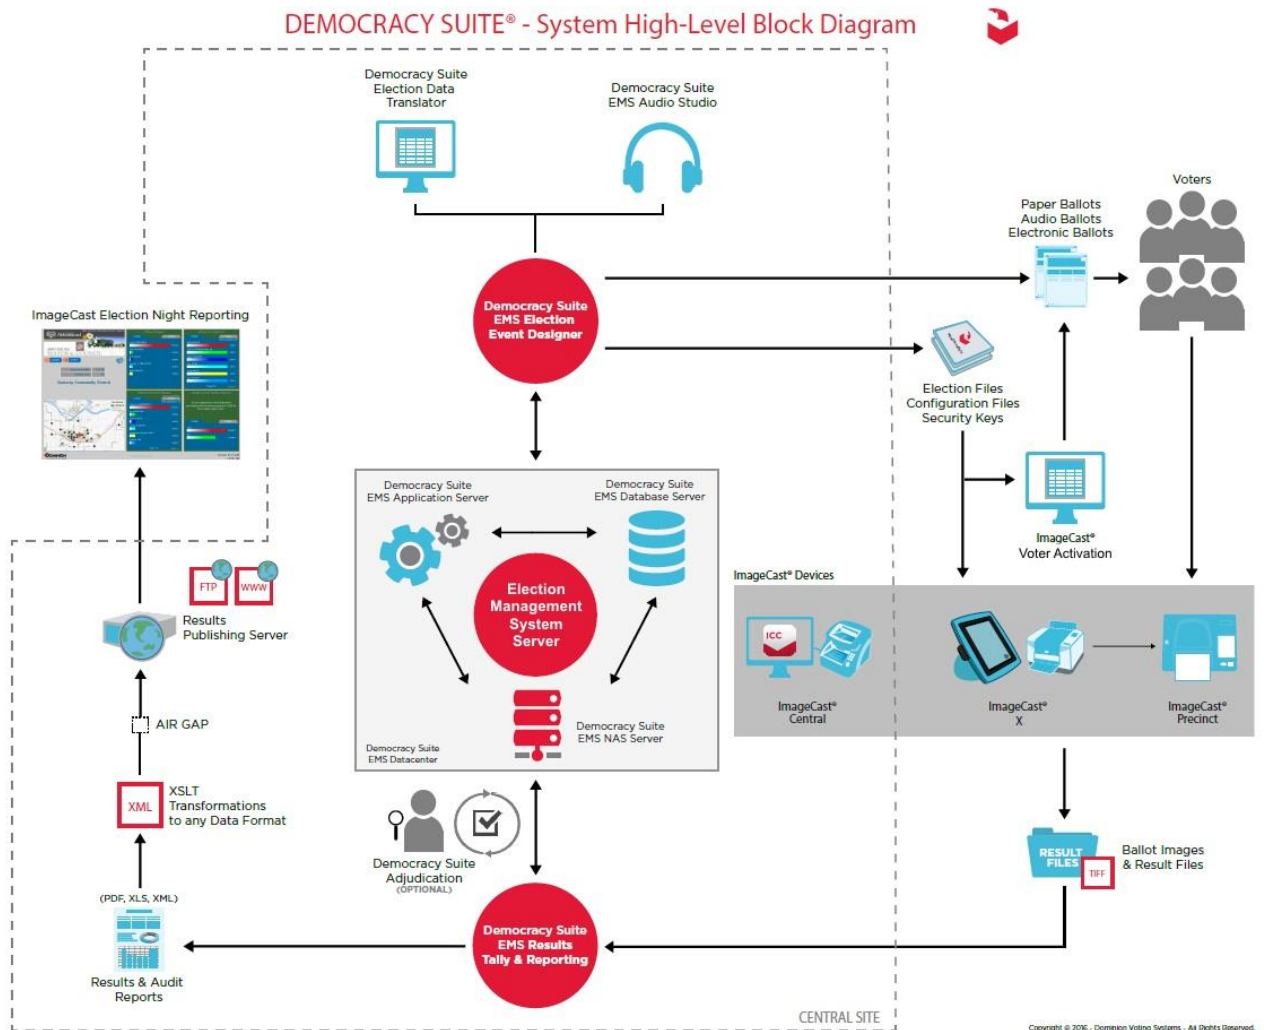 DEMOCRACY SUITE® - System High-Level Block Diagram
Democracy Suite
Election Data
Translator
Democracy Suite
EMS Audio Studio
Voters
Paper Ballots
Audio Ballots
Electronic Ballots
Democracy Suite
EMS Election
Event Designer
ImageCast Election Night Reporting
Election Files
Configuration Files
Security Keys
Democracy Suite
EMS Application Server
Democracy Suite
EMS Database Server
ImageCast®
Voter Activation
Election
Management
System
Server
FTP
WWW
Results
Publishing Server
ImageCast® Devices
ICC
ImageCast®
Central
ImageCast®
X
ImageCast®
Precinct
AIR GAP
Democracy Suite
EMS NAS Server
Democracy Suite
EMS Datacenter
XML
XSLT
Transformations
to any Data Format
Democracy Suite
Adjudication
(OPTIONAL)
RESULT
FILES
TIFF
Ballot Images
& Result Files
(PDF, XLS, XML)
Democracy Suite
EMS Results
Tally & Reporting
Results & Audit
Reports
CENTRAL SITE
Copyright © 2016 - Dominion Voting Systems - All Rights Reserved.